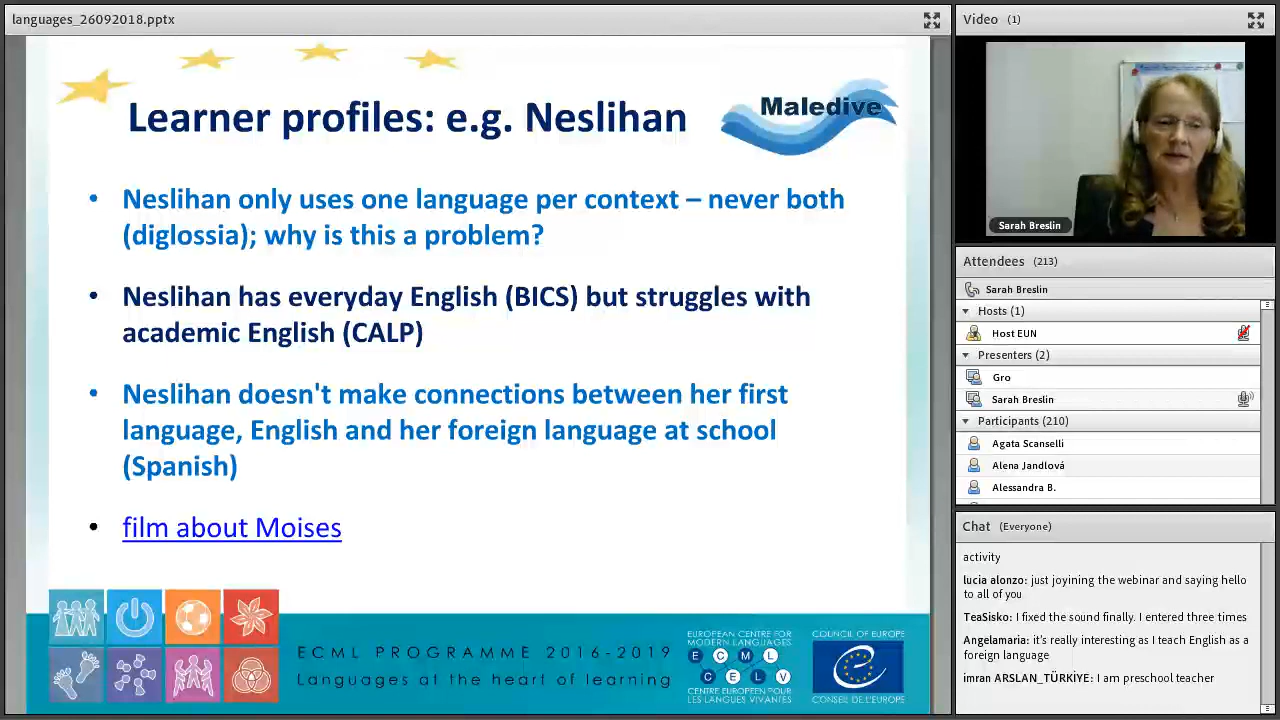 languages_26092018.pptx
Learner profiles: e.g. Neslihan
Maledive
• Neslihan only uses one language per context – never both
(diglossia); why is this a problem?
• Neslihan has everyday English (BICS) but struggles with
academic English (CALP)
• Neslihan doesn't make connections between her first
language, English and her foreign language at school
(Spanish)
• film about Moises
ECML PROGRAMME 2016-2019
Languages at the heart of learning
EUROPEAN CENTRE FOR
MODERN LANGUAGES
E C M L
C E L V
CENTRE EUROPEEN POUR
LES LANGUES VIVANTES
COUNCIL OF EUROPE
CONSEIL DE L'EUROPE
Video (1)
Sarah Breslin
Attendees (213)
Sarah Breslin
Hosts (1)
Host EUN
Presenters (2)
Gro
Sarah Breslin
Participants (210)
Agata Scanselli
Alena Jandlová
Alessandra B.
Chat (Everyone)
activity
lucia alonzo: just joyining the webinar and saying hello
to all of you
TeaSisko: I fixed the sound finally. I entered three times
Angelamaria: it's really interesting as I teach English as a
foreign language
imran ARSLAN_TÜRKİYE: I am preschool teacher